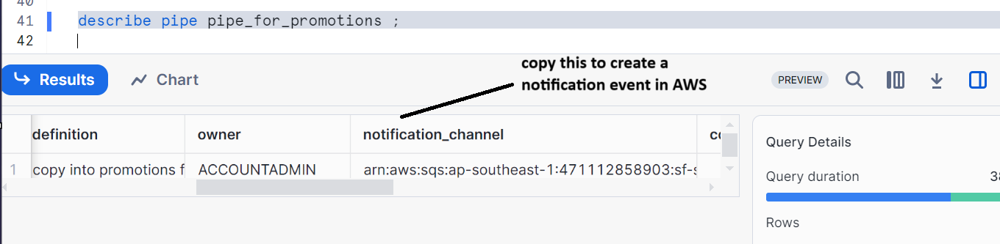 40
41 describe pipe pipe_for_promotions ;
42
copy this to create a
notification event in AWS
Results Chart PREVIEW
definition owner notification_channel
Query Details
1 copy into promotions f ACCOUNTADMIN arn:aws:sqs:ap-southeast-1:471112858903:sf-s
Query duration
Rows